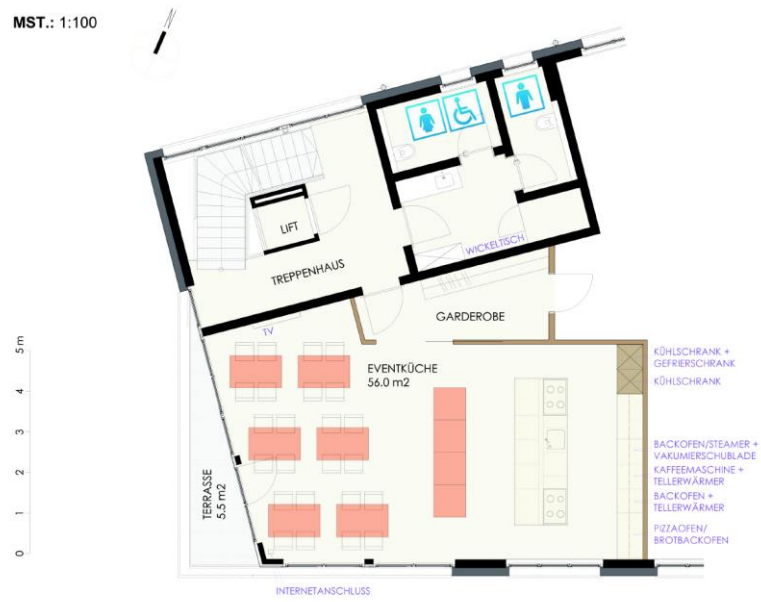 MST.: 1:100
LIFT
TREPPENHAUS
WICKELTISCH
GARDEROBE
TV
EVENTKÜCHE
56.0 m2
TERRASSE
5.5 m2
KÜHLSCHRANK +
GEFRIERSCHRANK
KÜHLSCHRANK
BACKOFEN/STEAMER +
VAKUMIERSCHUBLADE
KAFFEEMASCHINE +
TELLERWÄRMER
BACKOFEN +
TELLERWÄRMER
PIZZAOFEN/
BROTBACKOFEN
INTERNETANSCHLUSS
5 m
4
3
2
1
0